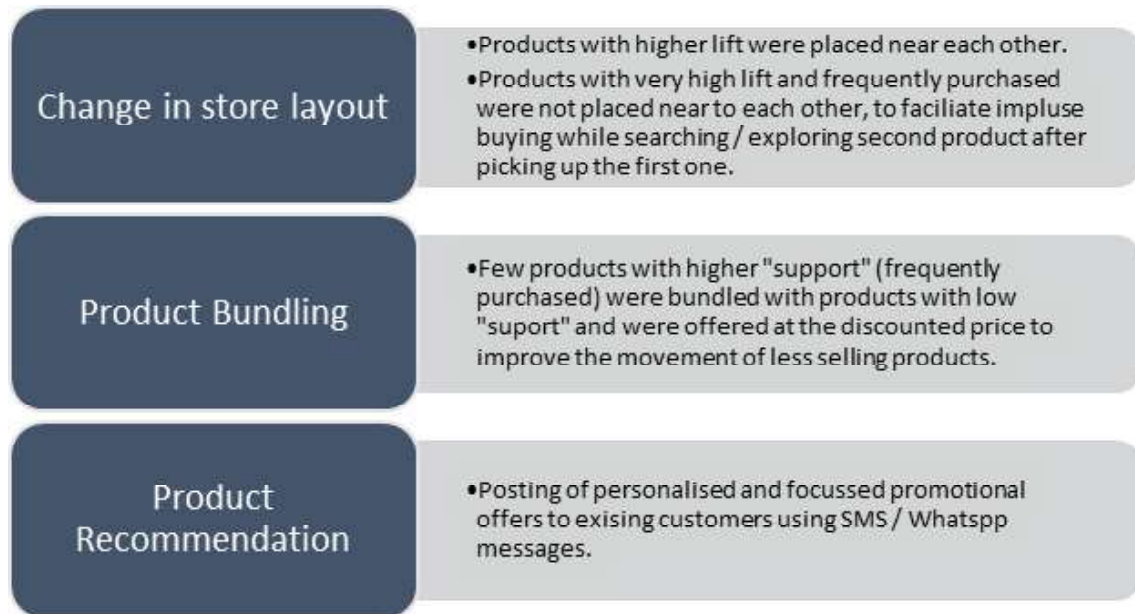 Change in store layout
•Products with higher lift were placed near each other.
•Products with very high lift and frequently purchased
were not placed near to each other, to faciliate impluse
buying while searching / exploring second product after
picking up the first one.
Product Bundling
•Few products with higher "support" (frequently
purchased) were bundled with products with low
"suport" and were offered at the discounted price to
improve the movement of less selling products.
Product
Recommendation
•Posting of personalised and focussed promotional
offers to exising customers using SMS / Whatspp
messages.